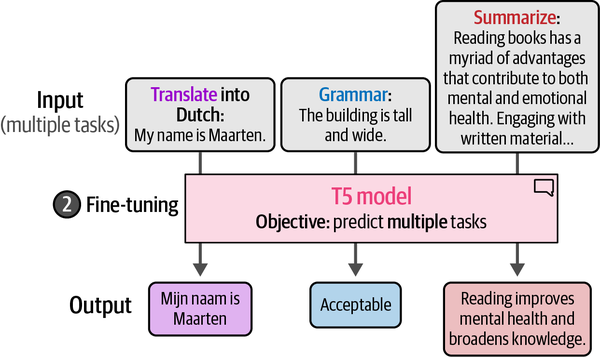 Input
(multiple tasks)
Translate into
Dutch:
My name is Maarten.
Grammar:
The building is tall
and wide.
Summarize:
Reading books has a
myriad of advantages
that contribute to both
mental and emotional
health. Engaging with
written material...
2 Fine-tuning
T5 model
Objective: predict multiple tasks
Output
Mijn naam is
Maarten
Acceptable
Reading improves
mental health and
broadens knowledge.